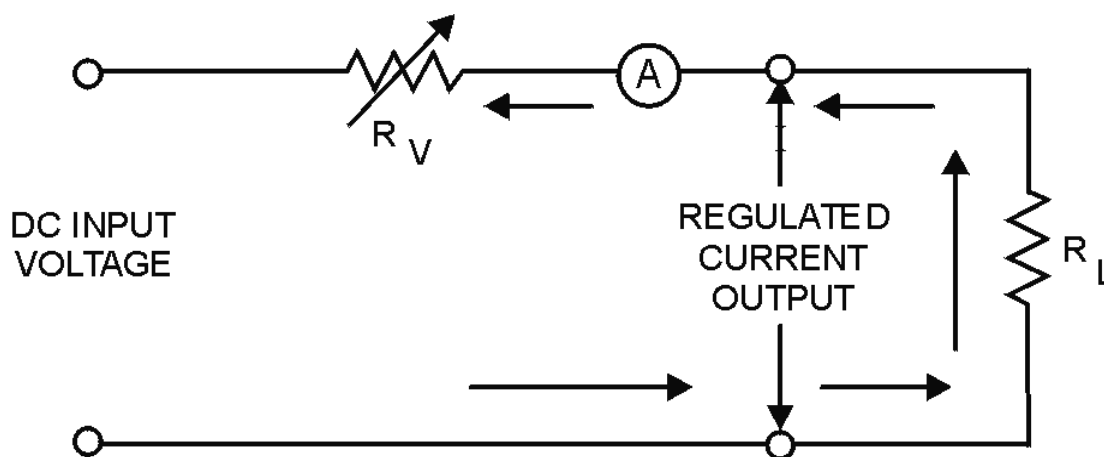 A
R V
DC INPUT
VOLTAGE
REGULATED
CURRENT
OUTPUT
R L